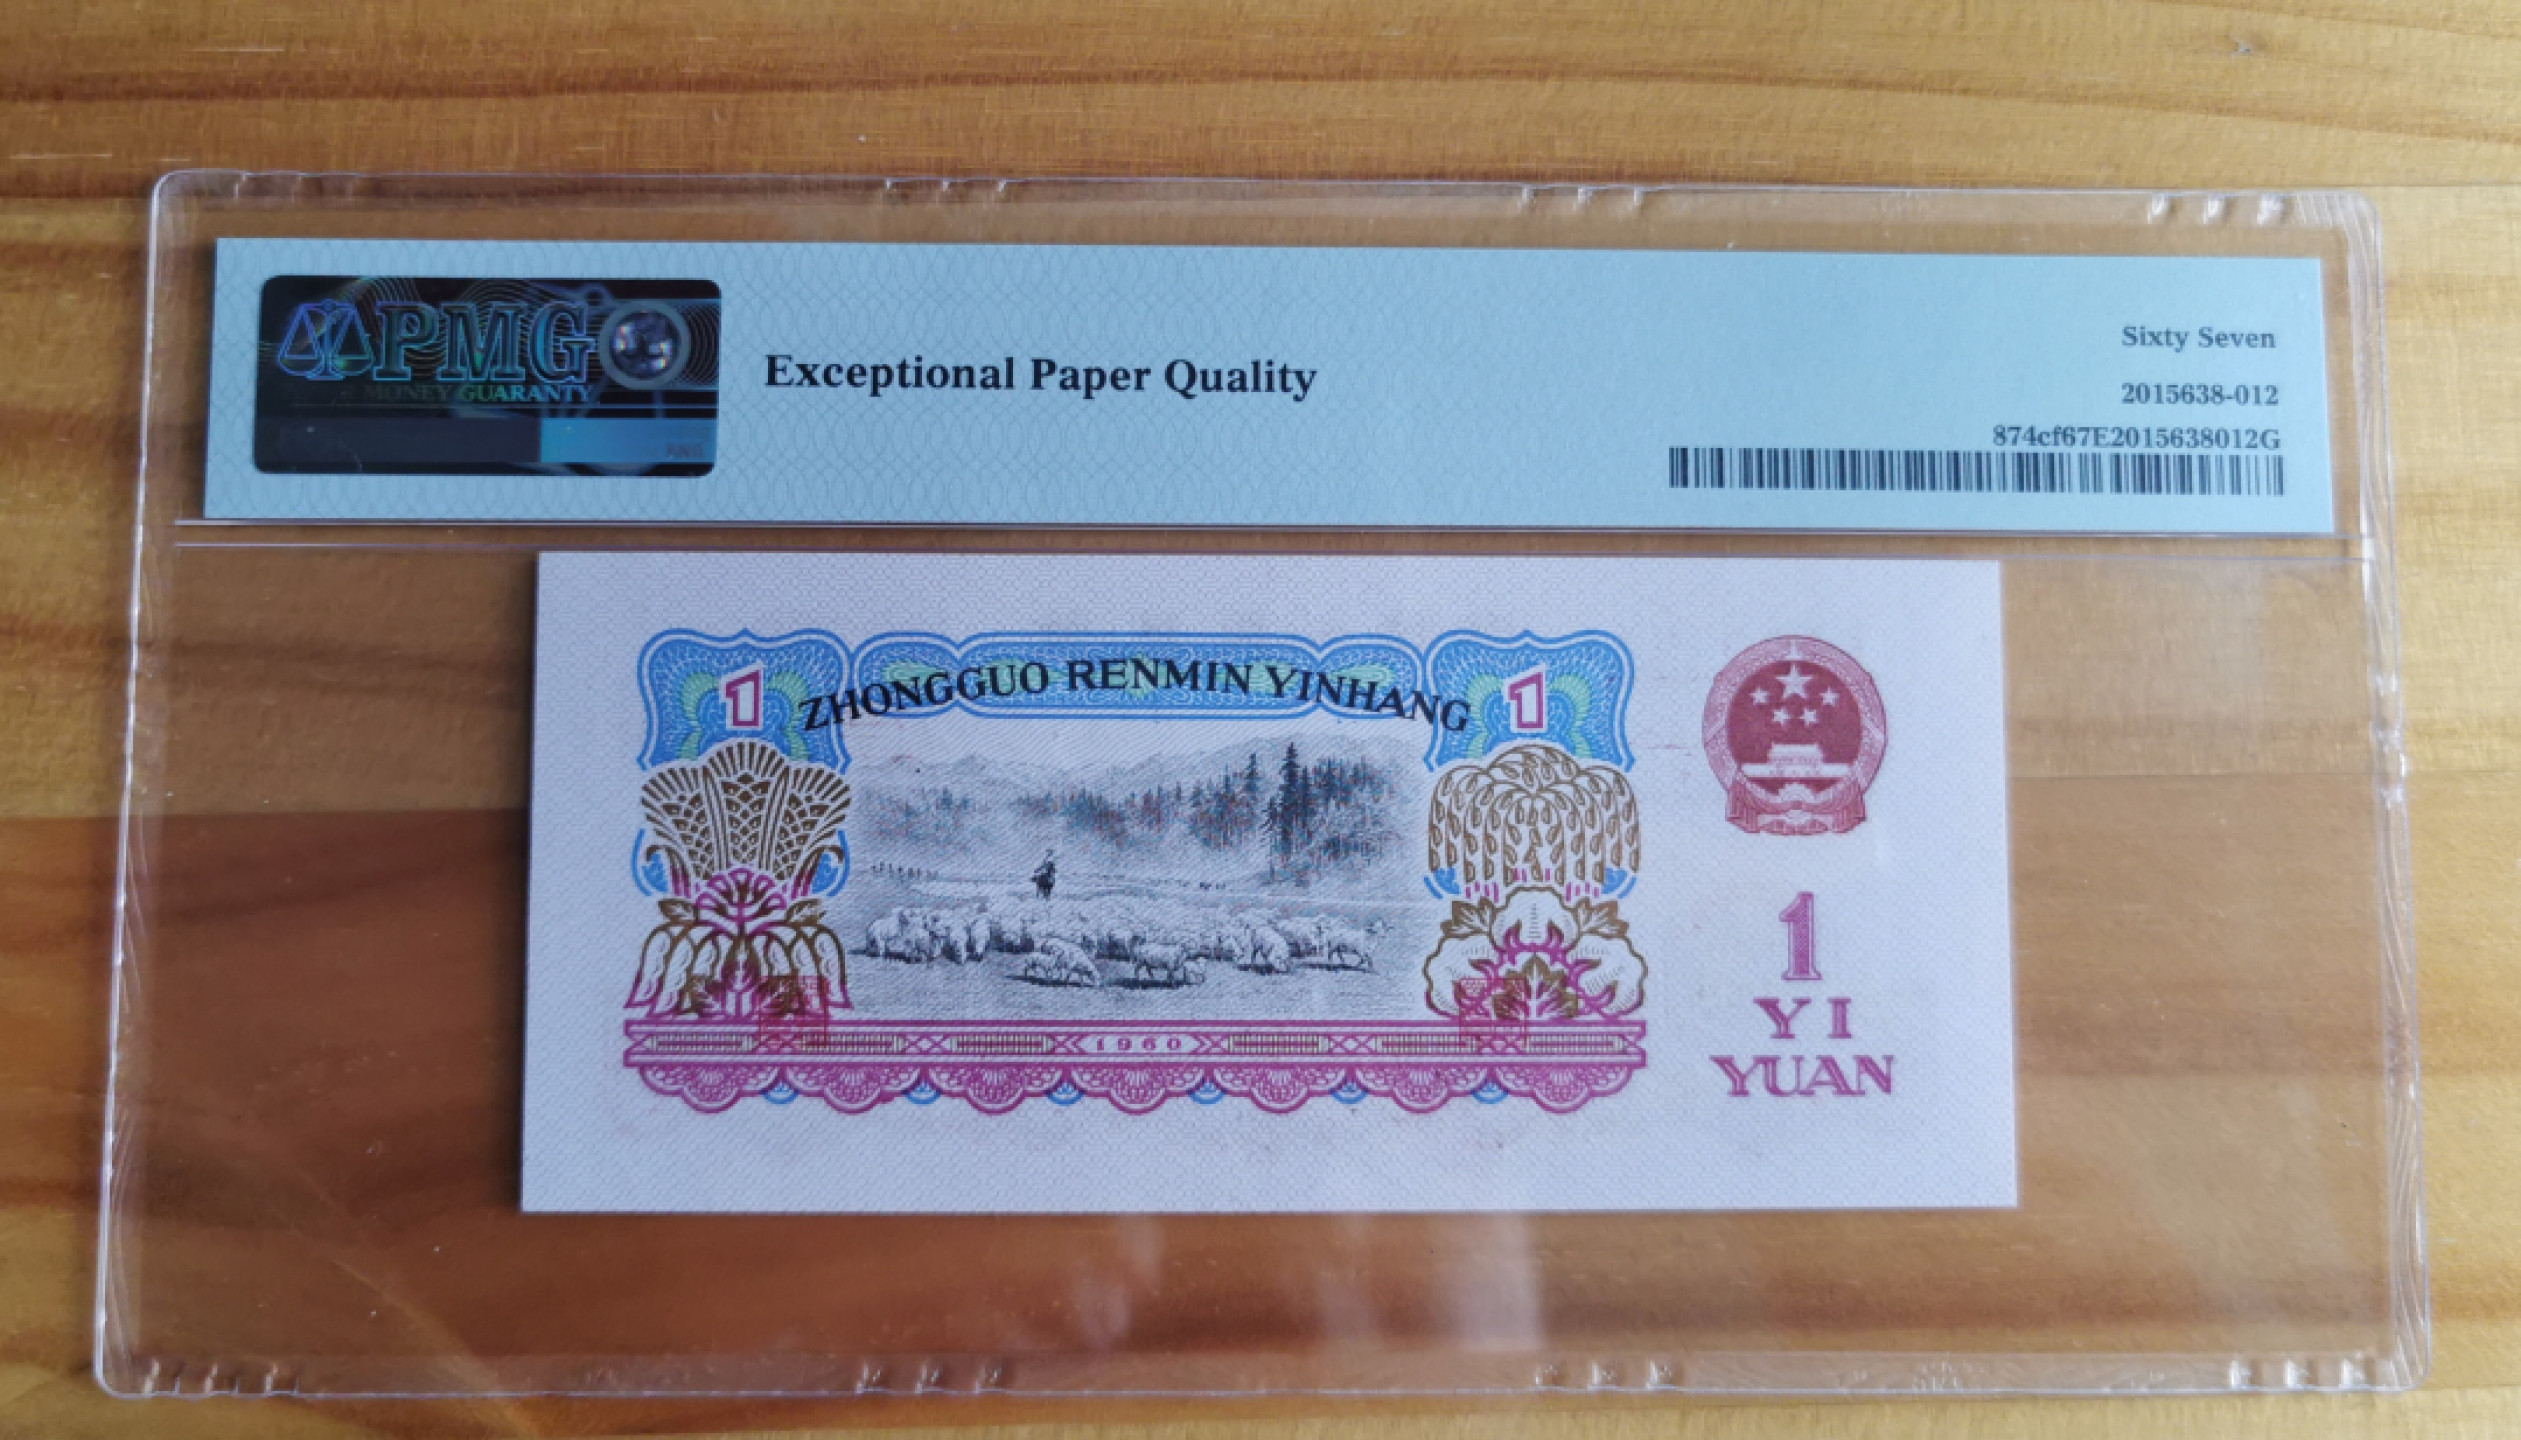 PMG
MONEY GUARANTY
Exceptional Paper Quality
Sixty Seven
2015638-012
874cf67E2015638012G
1 ZHONGGUO RENMIN YINHANG 1
1
YI
YUAN
1960